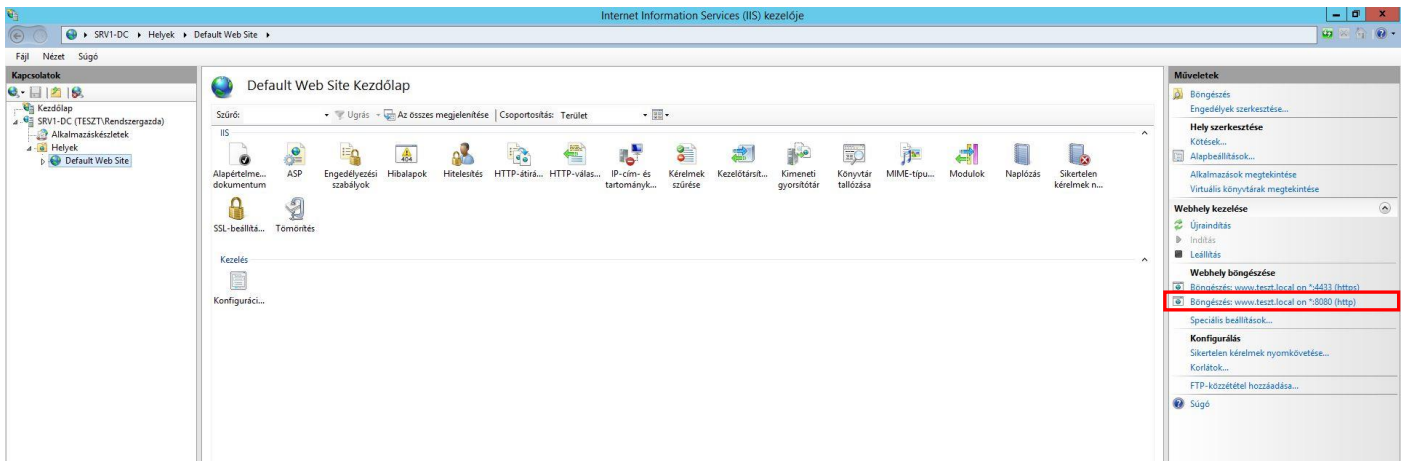 Internet Information Services (IIS) kezelője
SRV1-DC Helyek Default Web Site
Fájl Nézet Súgó
Kapcsolatok
Kezdőlap
SRV1-DC (TESZT\Rendszergazda)
Alkalmazáskészletek
Helyek
Default Web Site
Default Web Site Kezdőlap
Szűrő: Ugrás Az összes megjelenítése Csoportosítás: Terület
IIS
Alapértelme... dokumentum
ASP
Engedélyezési szabályok
Hibalapok
Hitelesítés
HTTP-átirá...
HTTP-válas...
IP-cím- és tartományk...
Kérelmek szűrése
Kezelőtársít...
Kimeneti gyorsítótár
Könyvtár tallózása
MIME-típu...
Modulok
Naplózás
Sikertelen kérelmek n...
SSL-beállítá...
Tömörítés
Kezelés
Konfiguráci...
Műveletek
Böngészés
Engedélyek szerkesztése...
Hely szerkesztése
Kötések...
Alapbeállítások...
Alkalmazások megtekintése
Virtuális könyvtárak megtekintése
Webhely kezelése
Újraindítás
Indítás
Leállítás
Webhely böngészése
Böngészés: www.teszt.local on *:4433 (https)
Böngészés: www.teszt.local on *:8080 (http)
Speciális beállítások...
Konfigurálás
Sikertelen kérelmek nyomkövetése...
Korlátok...
FTP-közzététel hozzáadása...
Súgó